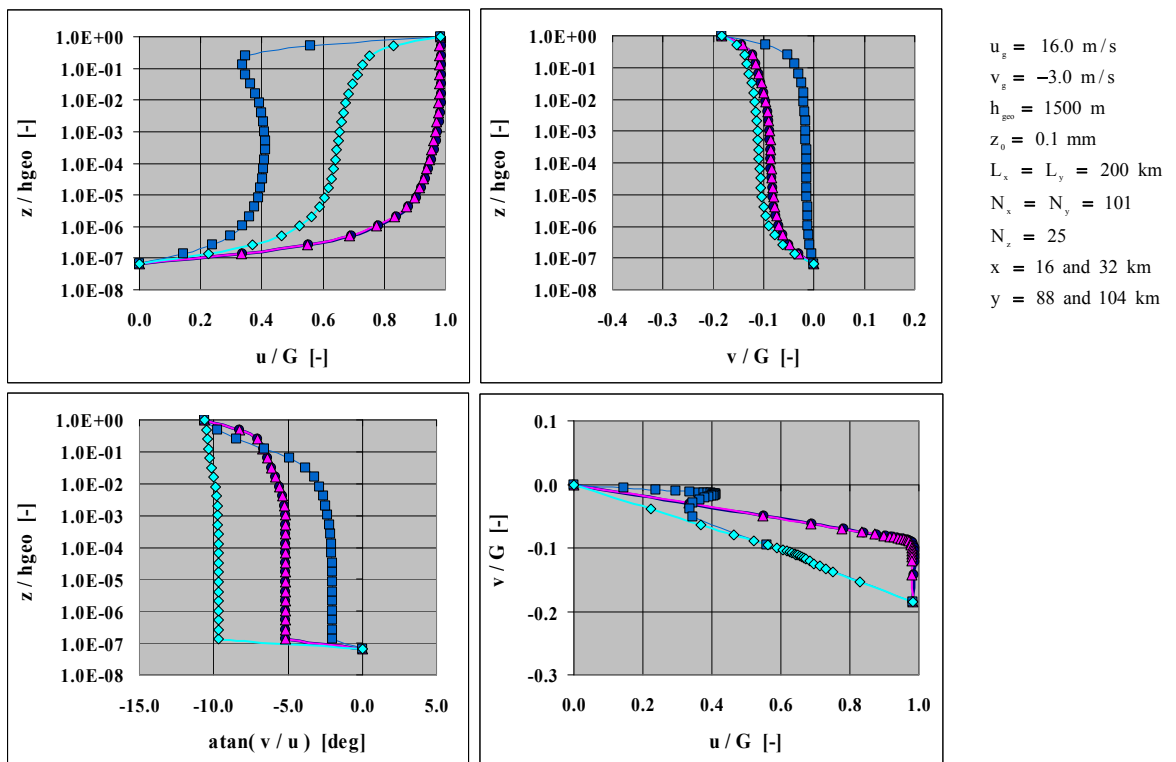 1.0E+00
1.0E-01
1.0E-02
1.0E-03
1.0E-04
1.0E-05
1.0E-06
1.0E-07
1.0E-08
z / hgeo [-]
0.0 0.2 0.4 0.6 0.8 1.0
u / G [-]
1.0E+00
1.0E-01
1.0E-02
1.0E-03
1.0E-04
1.0E-05
1.0E-06
1.0E-07
1.0E-08
z / hgeo [-]
-0.4 -0.3 -0.2 -0.1 0.0 0.1 0.2
v / G [-]
u_g = 16.0 m/s
v_g = −3.0 m/s
h_geo = 1500 m
z_0 = 0.1 mm
L_x = L_y = 200 km
N_x = N_y = 101
N_z = 25
x = 16 and 32 km
y = 88 and 104 km
1.0E+00
1.0E-01
1.0E-02
1.0E-03
1.0E-04
1.0E-05
1.0E-06
1.0E-07
1.0E-08
z / hgeo [-]
-15.0 -10.0 -5.0 0.0 5.0
atan( v / u ) [deg]
0.1
0.0
-0.1
-0.2
-0.3
v / G [-]
0.0 0.2 0.4 0.6 0.8 1.0
u / G [-]